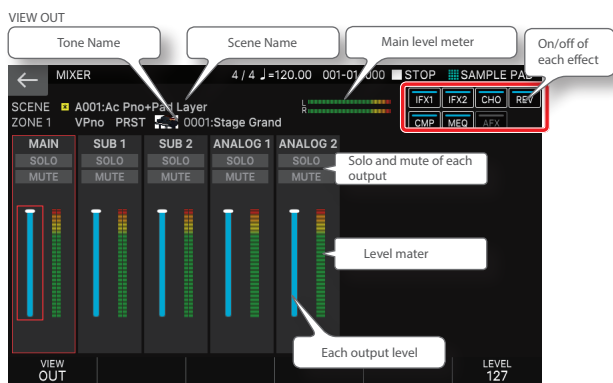 VIEW OUT
Tone Name
Scene Name
Main level meter
On/off of
each effect
MIXER
4 / 4 ♩=120.00
001-01 000
STOP
SAMPLE PAD
SCENE
A001:Ac Pno+Pad Layer
L
R
IFX1
IFX2
CHO
REV
ZONE 1
VPno
PRST
0001:Stage Grand
CMP
MEQ
AFX
MAIN
SUB 1
SUB 2
ANALOG 1
ANALOG 2
SOLO
SOLO
SOLO
SOLO
SOLO
MUTE
MUTE
MUTE
MUTE
MUTE
Solo and mute of each
output
Level mater
Each output level
VIEW
OUT
LEVEL
127